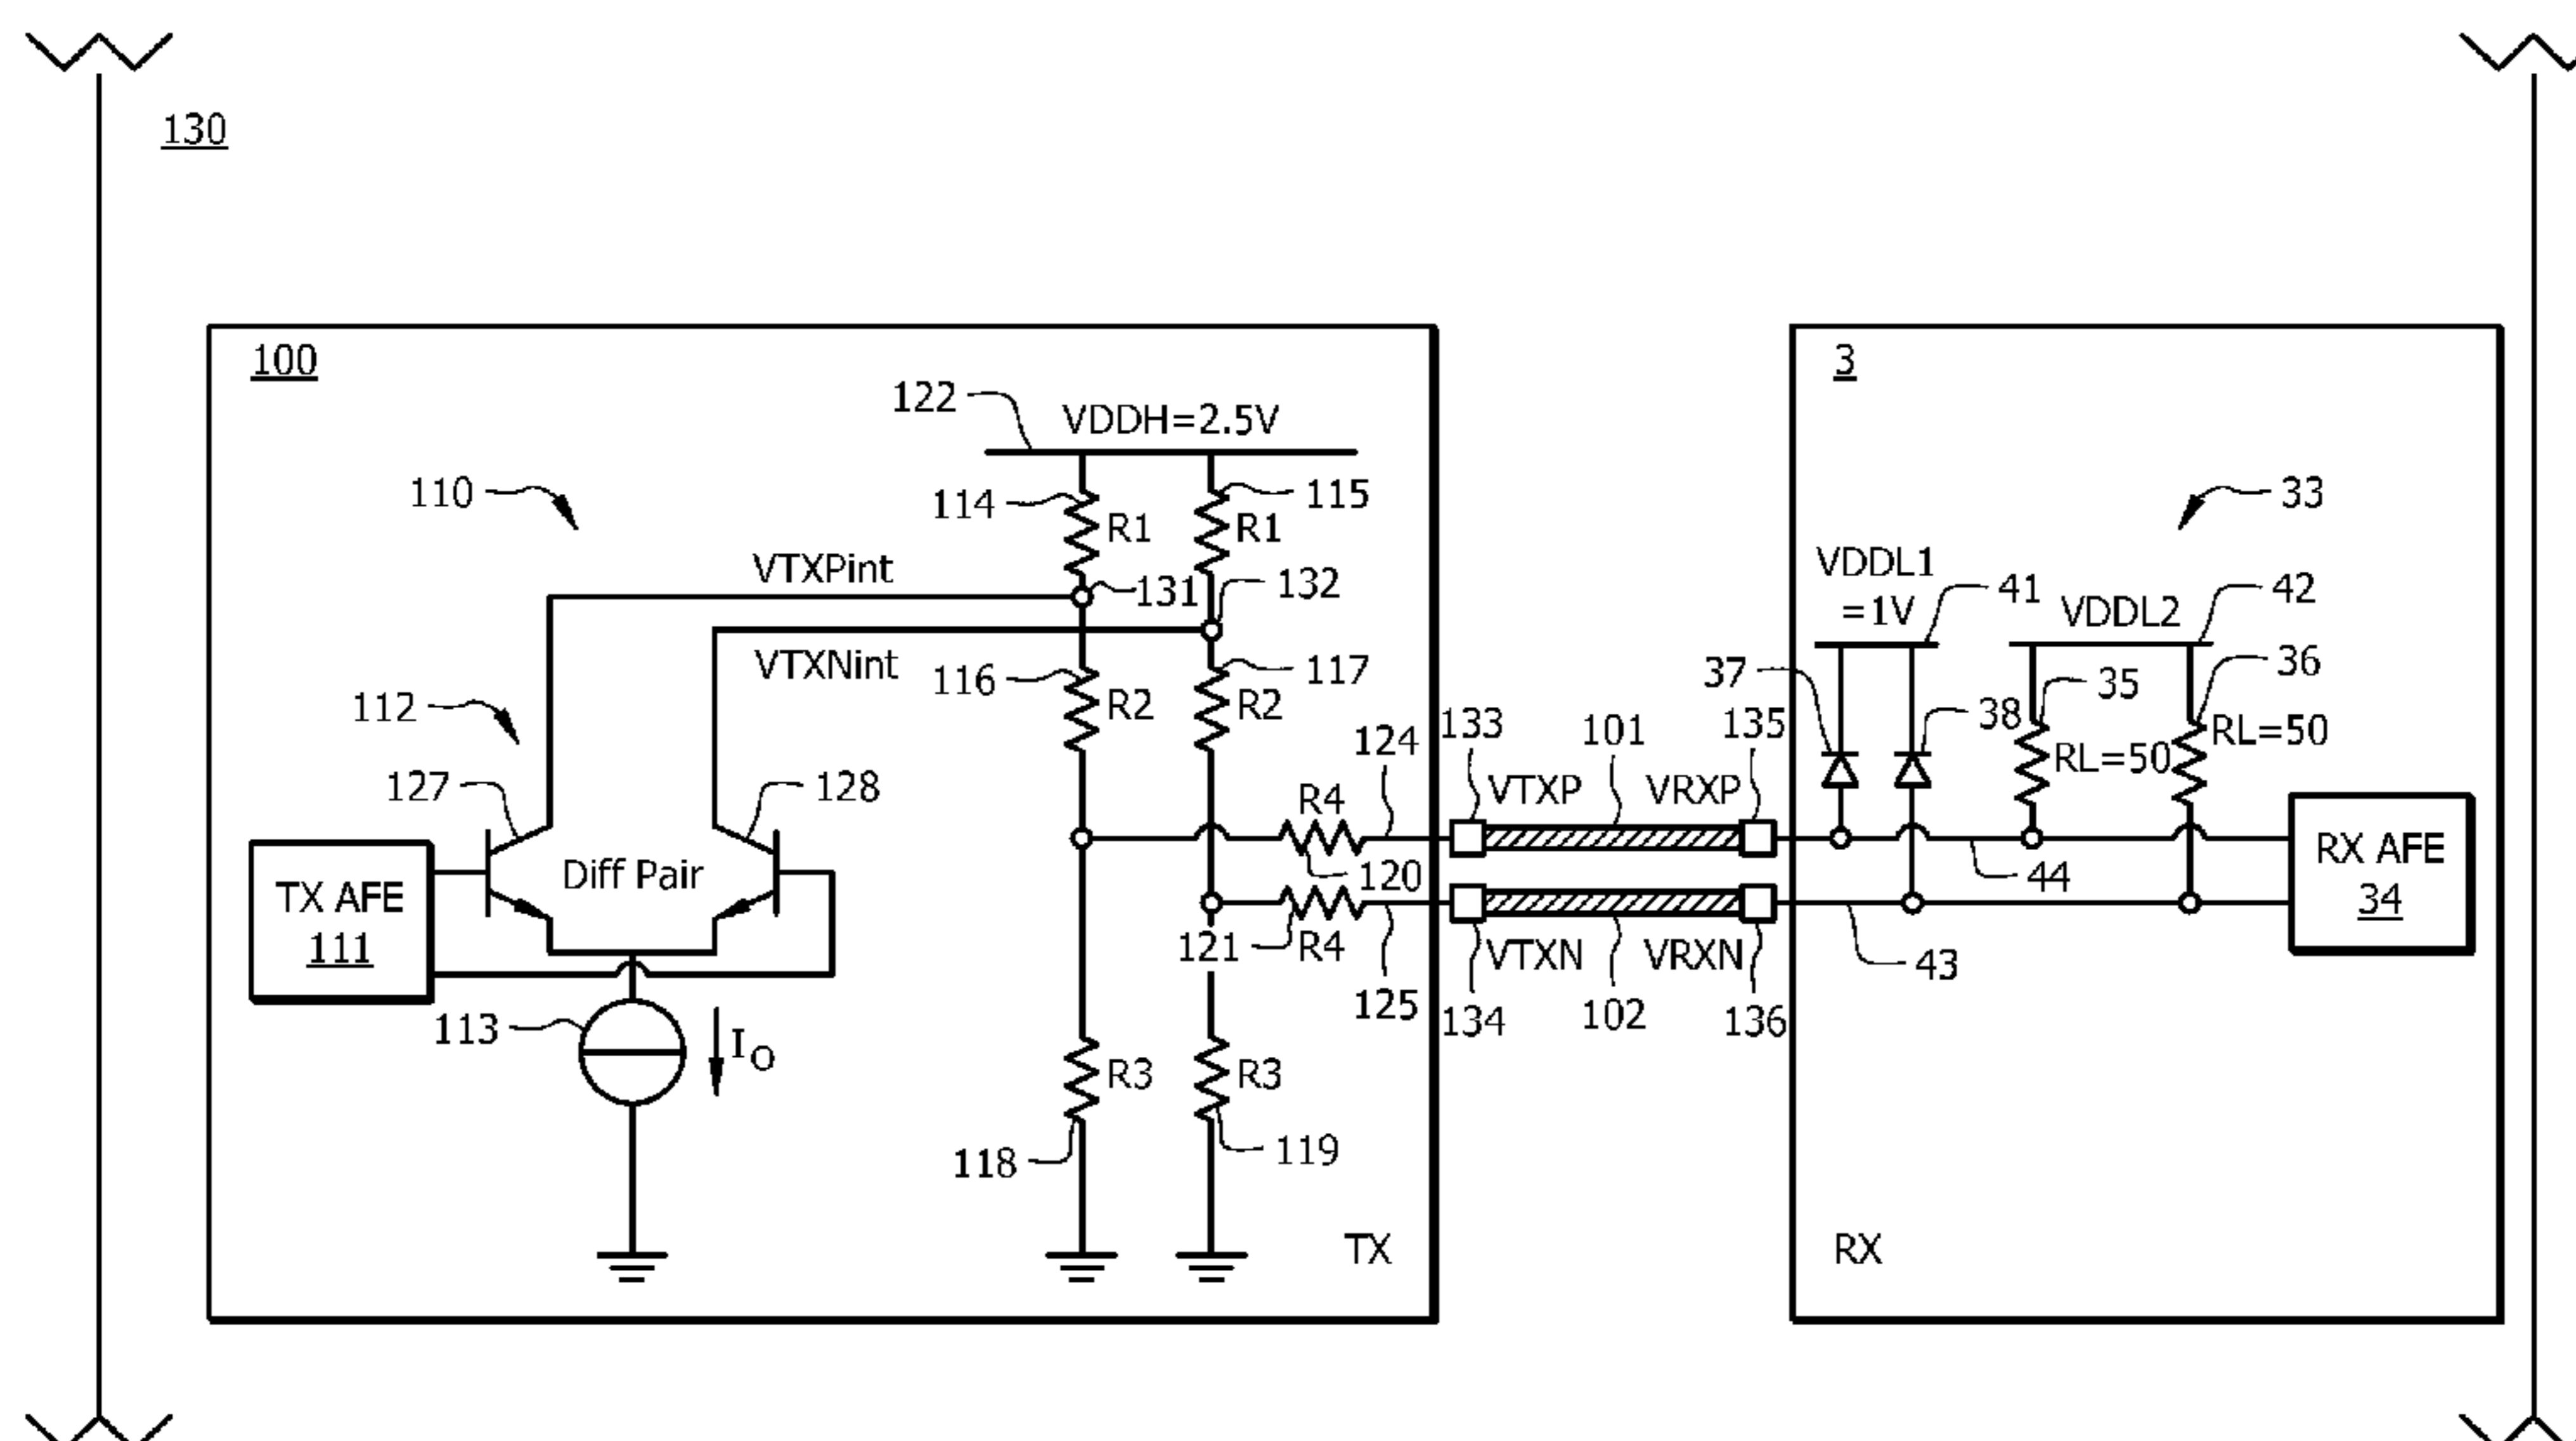 130
100
3
122
VDDH=2.5V
110
114
115
33
R1
R1
VDDL1
=1V
VTXPint
131
132
41
42
VDDL2
VTXNint
116
117
37
35
36
112
R2
R2
38
133
135
RL=50
RL=50
101
124
127
128
VTXP
VRXP
R4
TX AFE
111
Diff Pair
120
44
RX AFE
34
121
R4
VTXN
VRXN
43
125
134
102
136
113
IO
R3
R3
118
119
TX
RX